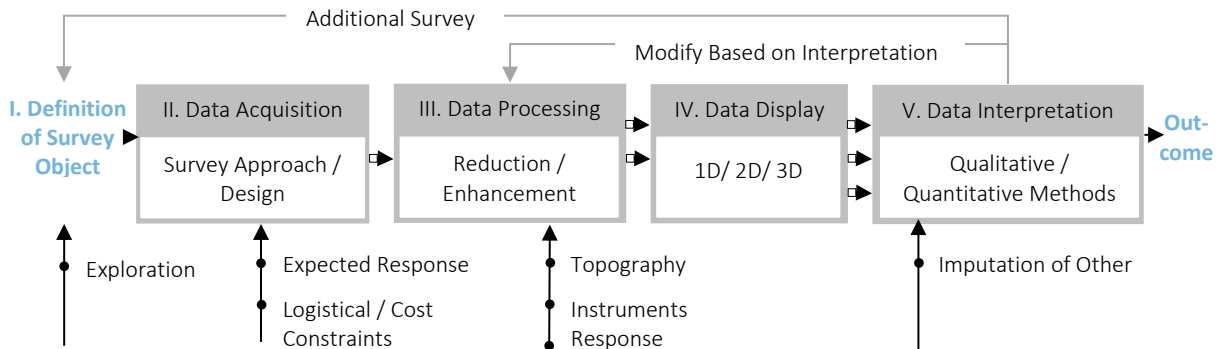 Additional Survey
Modify Based on Interpretation
I. Definition
of Survey
Object
II. Data Acquisition
Survey Approach /
Design
III. Data Processing
Reduction /
Enhancement
IV. Data Display
1D/ 2D/ 3D
V. Data Interpretation
Qualitative /
Quantitative Methods
Out-
come
Exploration
Expected Response
Logistical / Cost
Constraints
Topography
Instruments
Response
Imputation of Other